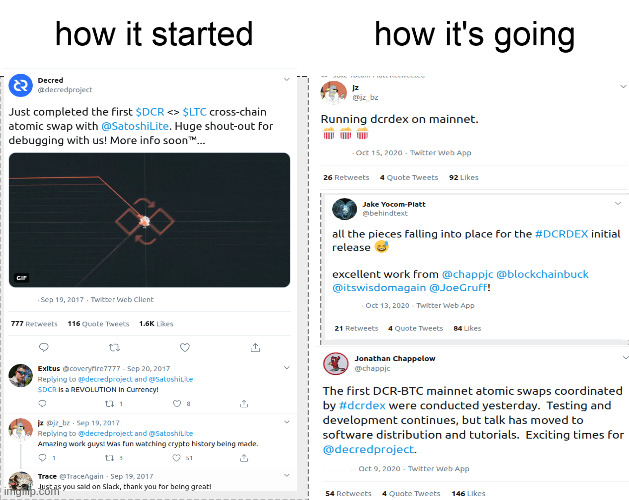 how it started
how it's going
Decred
@decredproject
Just completed the first $DCR <> $LTC cross-chain
atomic swap with @SatoshiLite. Huge shout-out for
debugging with us! More info soon™...
GIF
· Sep 19, 2017 · Twitter Web Client
777 Retweets 116 Quote Tweets 1.6K Likes
Exitus @coveryfire7777 · Sep 20, 2017
Replying to @decredproject and @SatoshiLite
$DCR is a REVOLUTION in Currency!
1 8
jz @jz_bz · Sep 19, 2017
Replying to @decredproject and @SatoshiLite
Amazing work guys! Was fun watching crypto history being made.
1 3 51
Trace @TraceAgain · Sep 19, 2017
Just as you said on Slack, thank you for being great!
imgflip.com
jz
@jz_bz
Running dcrdex on mainnet.
🍿 🍿 🍿
· Oct 15, 2020 · Twitter Web App
26 Retweets 4 Quote Tweets 92 Likes
Jake Yocom-Piatt
@behindtext
all the pieces falling into place for the #DCRDEX initial
release 😅
excellent work from @chappjc @blockchainbuck
@itswisdomagain @JoeGruff!
· Oct 13, 2020 · Twitter Web App
21 Retweets 4 Quote Tweets 84 Likes
Jonathan Chappelow
@chappjc
The first DCR-BTC mainnet atomic swaps coordinated
by #dcrdex were conducted yesterday. Testing and
development continues, but talk has moved to
software distribution and tutorials. Exciting times for
@decredproject.
· Oct 9, 2020 · Twitter Web App
54 Retweets 4 Quote Tweets 146 Likes